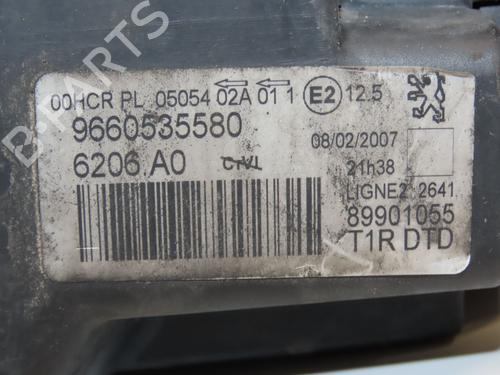 B-PARTS
00HCR PL 05054 02A 01 1 E2 12.5
9660535580
6206 A0 CTVL
08/02/2007
21h38
LIGNE2 2641
89901055
T1R DTD